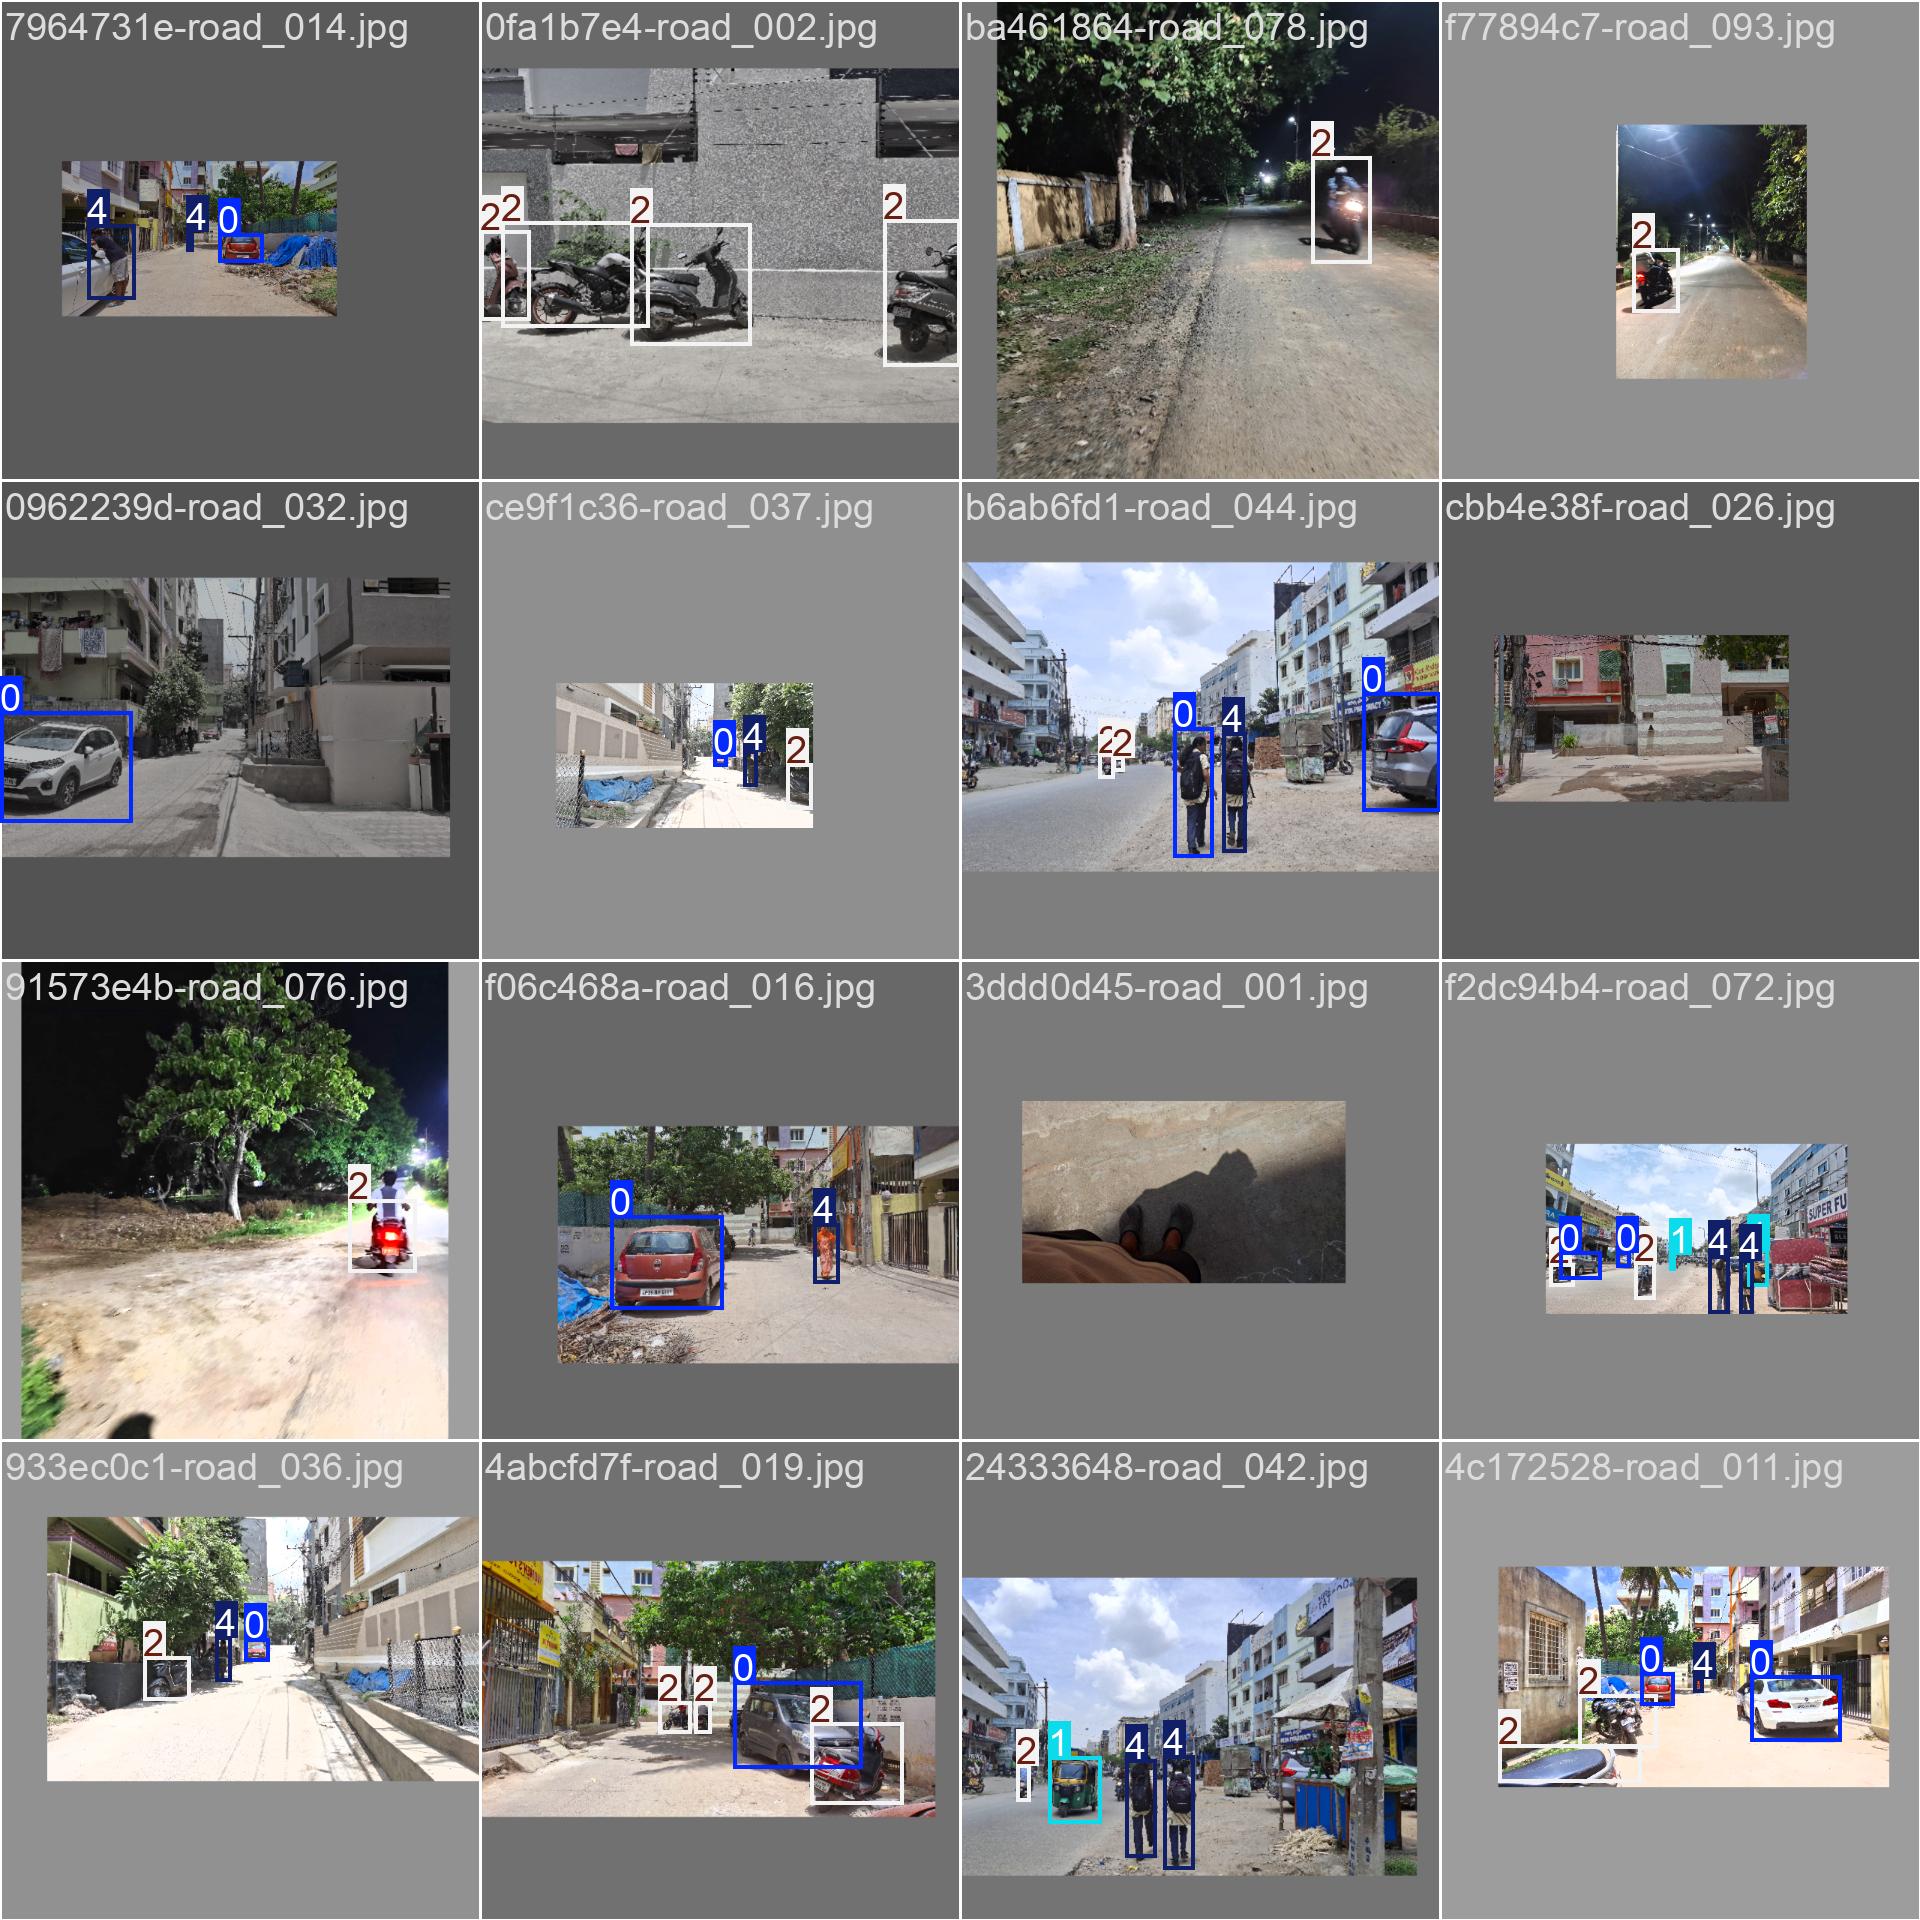 7964731e-road_014.jpg
0fa1b7e4-road_002.jpg
ba461864-road_078.jpg
f77894c7-road_093.jpg
4
4
0
2
2
2
2
2
2
0962239d-road_032.jpg
ce9f1c36-road_037.jpg
b6ab6fd1-road_044.jpg
cbb4e38f-road_026.jpg
0
0
4
2
2
2
0
4
0
91573e4b-road_076.jpg
f06c468a-road_016.jpg
3ddd0d45-road_001.jpg
f2dc94b4-road_072.jpg
2
0
4
2
0
0
2
1
4
4
SUPER FU
933ec0c1-road_036.jpg
4abcfd7f-road_019.jpg
24333648-road_042.jpg
4c172528-road_011.jpg
2
4
0
2
2
0
2
2
1
4
4
2
2
0
4
0